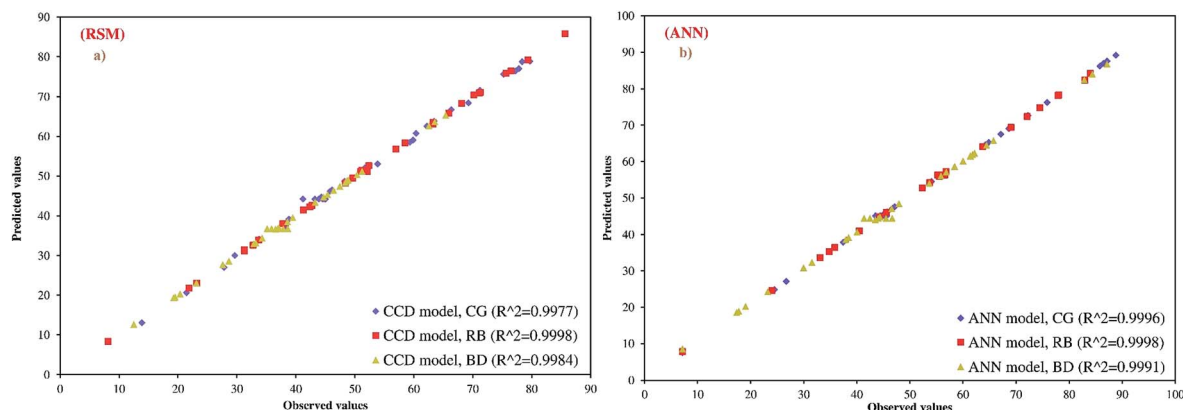 (RSM)
a)
Predicted values
90
80
70
60
50
40
30
20
10
0
CCD model, CG (R^2=0.9977)
CCD model, RB (R^2=0.9998)
CCD model, BD (R^2=0.9984)
0 10 20 30 40 50 60 70 80 90
Observed values
(ANN)
b)
Predicted values
100
90
80
70
60
50
40
30
20
10
0
ANN model, CG (R^2=0.9996)
ANN model, RB (R^2=0.9998)
ANN model, BD (R^2=0.9991)
0 10 20 30 40 50 60 70 80 90 100
Observed values